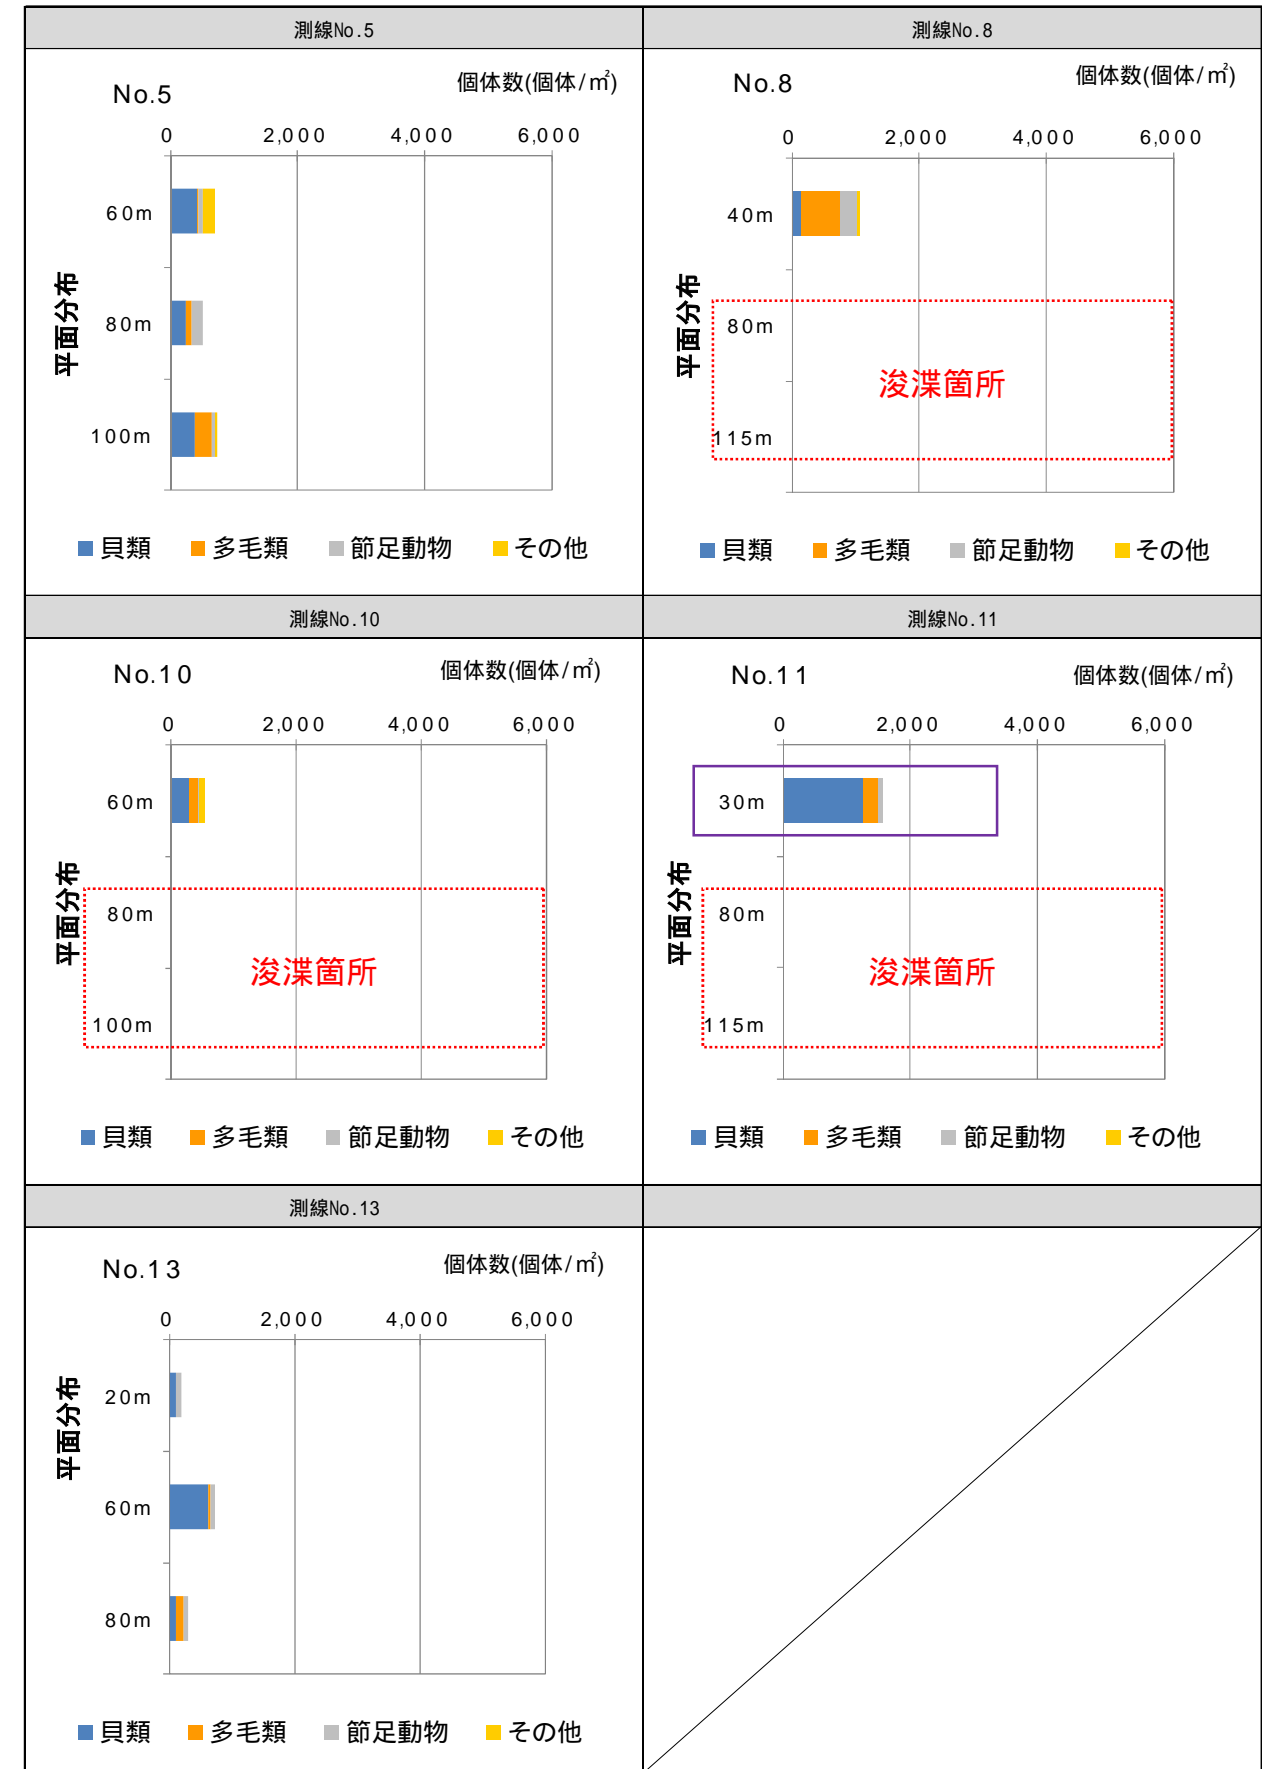 測線No.5
No.5
個体数(個体/㎡)
0 2,000 4,000 6,000
60m
80m
100m
平面分布
貝類 多毛類 節足動物 その他
測線No.8
No.8
個体数(個体/㎡)
0 2,000 4,000 6,000
40m
80m
115m
平面分布
浚渫箇所
貝類 多毛類 節足動物 その他
測線No.10
No.10
個体数(個体/㎡)
0 2,000 4,000 6,000
60m
80m
100m
平面分布
浚渫箇所
貝類 多毛類 節足動物 その他
測線No.11
No.11
個体数(個体/㎡)
0 2,000 4,000 6,000
30m
80m
115m
平面分布
浚渫箇所
貝類 多毛類 節足動物 その他
測線No.13
No.13
個体数(個体/㎡)
0 2,000 4,000 6,000
20m
60m
80m
平面分布
貝類 多毛類 節足動物 その他